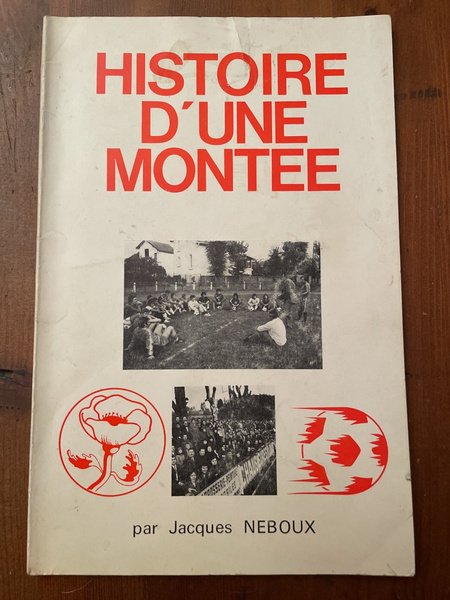 HISTOIRE
D'UNE
MONTEE
par Jacques NEBOUX